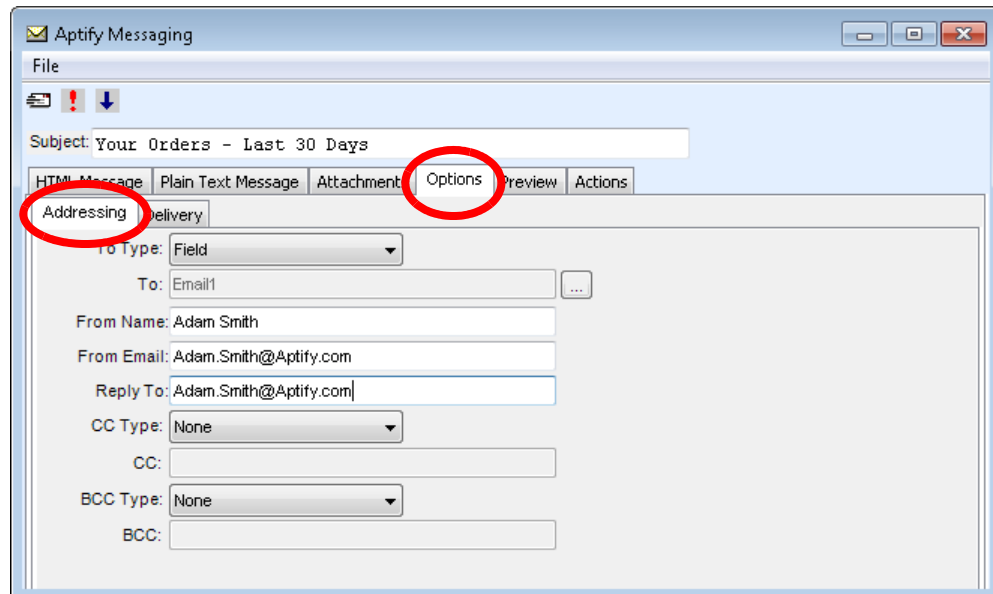 Aptify Messaging
File
Subject: Your Orders - Last 30 Days
HTML Message Plain Text Message Attachment Options Preview Actions
Addressing Delivery
To Type: Field
To: Email1 ...
From Name: Adam Smith
From Email: Adam.Smith@Aptify.com
Reply To: Adam.Smith@Aptify.com
CC Type: None
CC:
BCC Type: None
BCC: